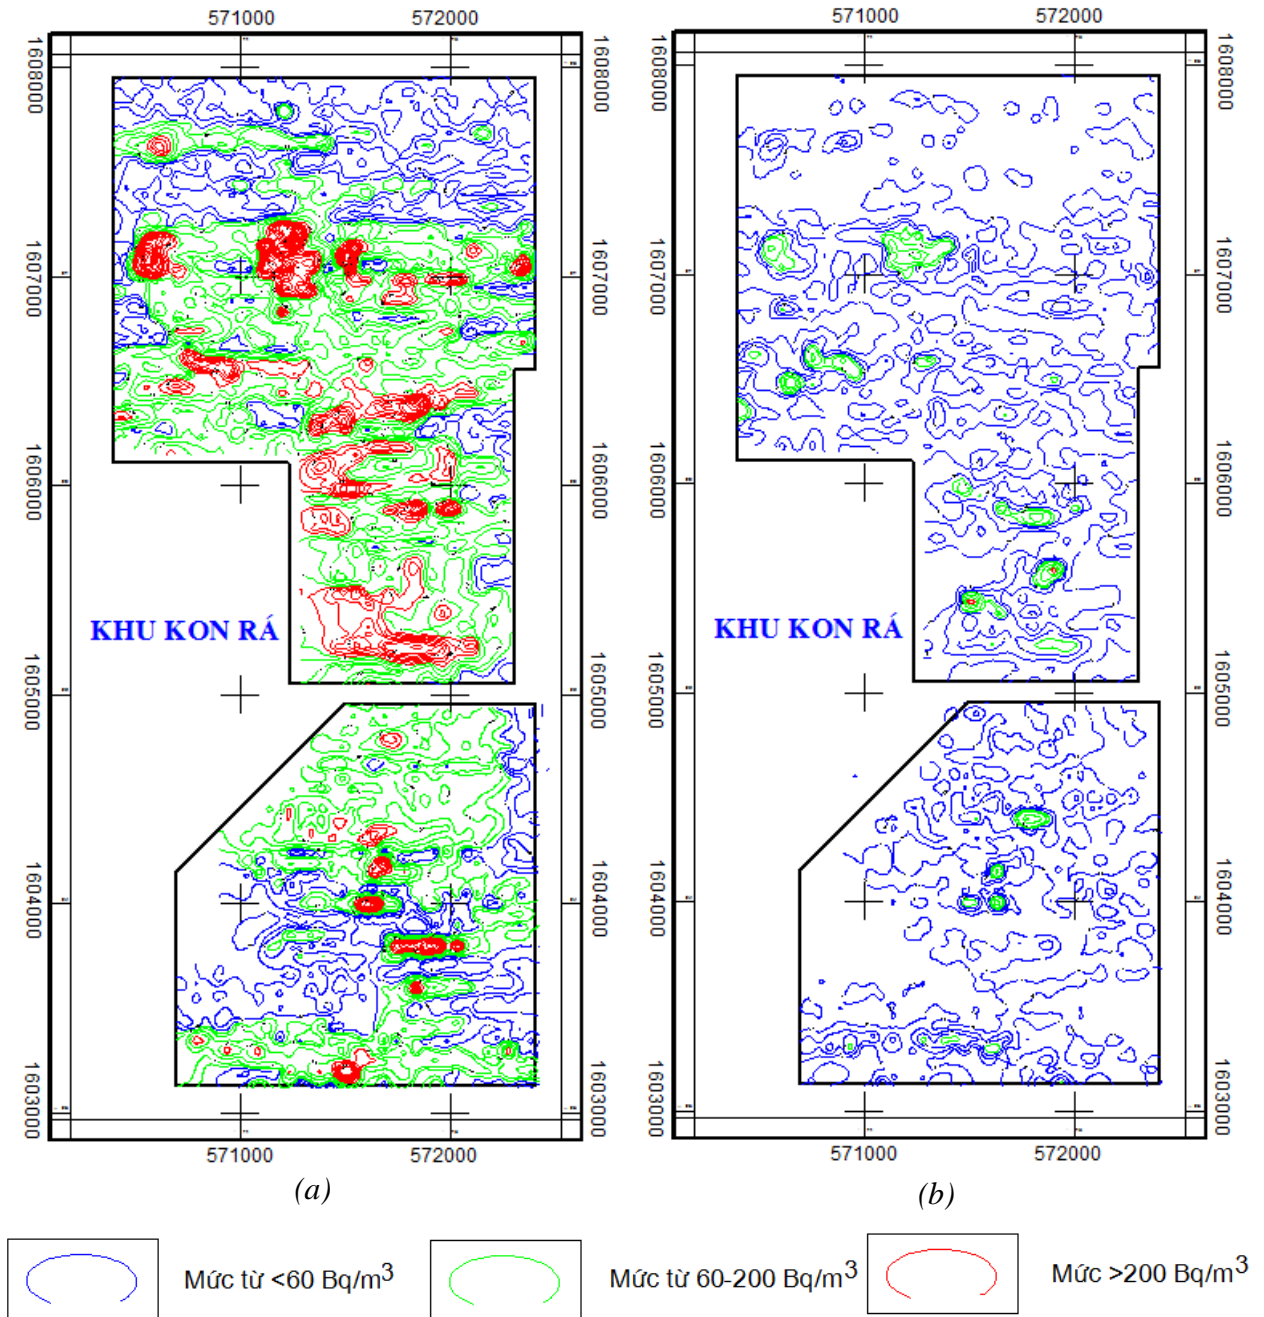 571000 572000
571000 572000
1608000 1608000 1608000 1608000
1607000 1607000 1607000 1607000
1606000 1606000 1606000 1606000
KHU KON RÁ
KHU KON RÁ
1605000 1605000 1605000 1605000
1604000 1604000 1604000 1604000
1603000 1603000 1603000 1603000
571000 572000
571000 572000
(a)
(b)
Mức từ <60 Bq/m³
Mức từ 60-200 Bq/m³
Mức >200 Bq/m³